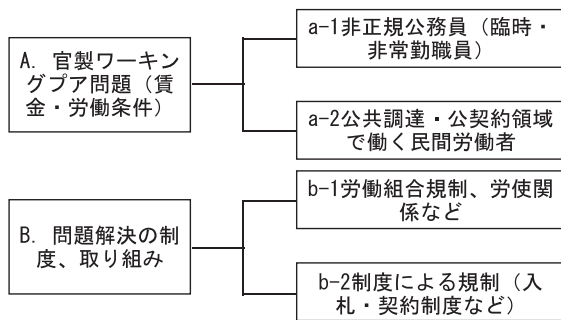 A. 官製ワーキン
グプア問題（賃
金・労働条件）
a-1非正規公務員（臨時・
非常勤職員）
a-2公共調達・公契約領域
で働く民間労働者
B. 問題解決の制
度、取り組み
b-1労働組合規制、労使関
係など
b-2制度による規制（入
札・契約制度など）